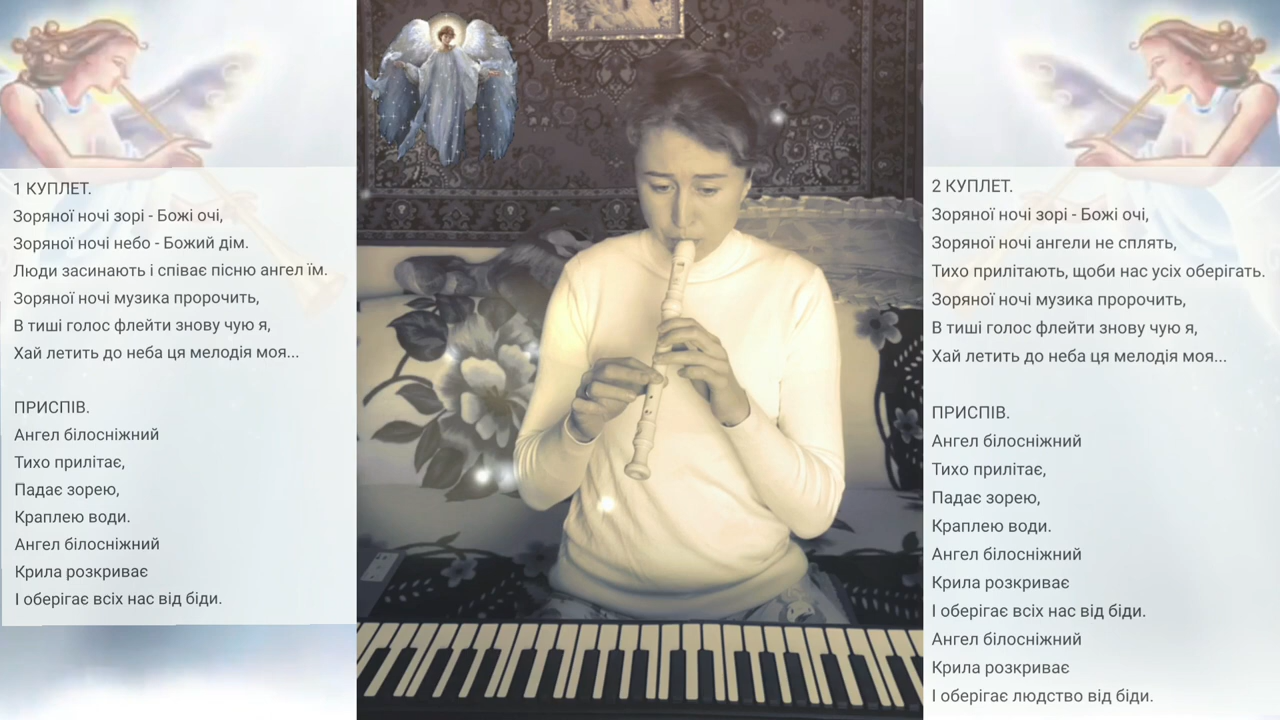 1 КУПЛЕТ.
Зоряної ночі зорі - Божі очі,
Зоряної ночі небо - Божий дім.
Люди засинають і співає пісню ангел їм.
Зоряної ночі музика пророчить,
В тиші голос флейти знову чую я,
Хай летить до неба ця мелодія моя...
ПРИСПІВ.
Ангел білосніжний
Тихо прилітає,
Падає зорею,
Краплею води.
Ангел білосніжний
Крила розкриває
І оберігає всіх нас від біди.
2 КУПЛЕТ.
Зоряної ночі зорі - Божі очі,
Зоряної ночі ангели не сплять,
Тихо прилітають, щоби нас усіх оберігать.
Зоряної ночі музика пророчить,
В тиші голос флейти знову чую я,
Хай летить до неба ця мелодія моя...
ПРИСПІВ.
Ангел білосніжний
Тихо прилітає,
Падає зорею,
Краплею води.
Ангел білосніжний
Крила розкриває
І оберігає всіх нас від біди.
Ангел білосніжний
Крила розкриває
І оберігає людство від біди.